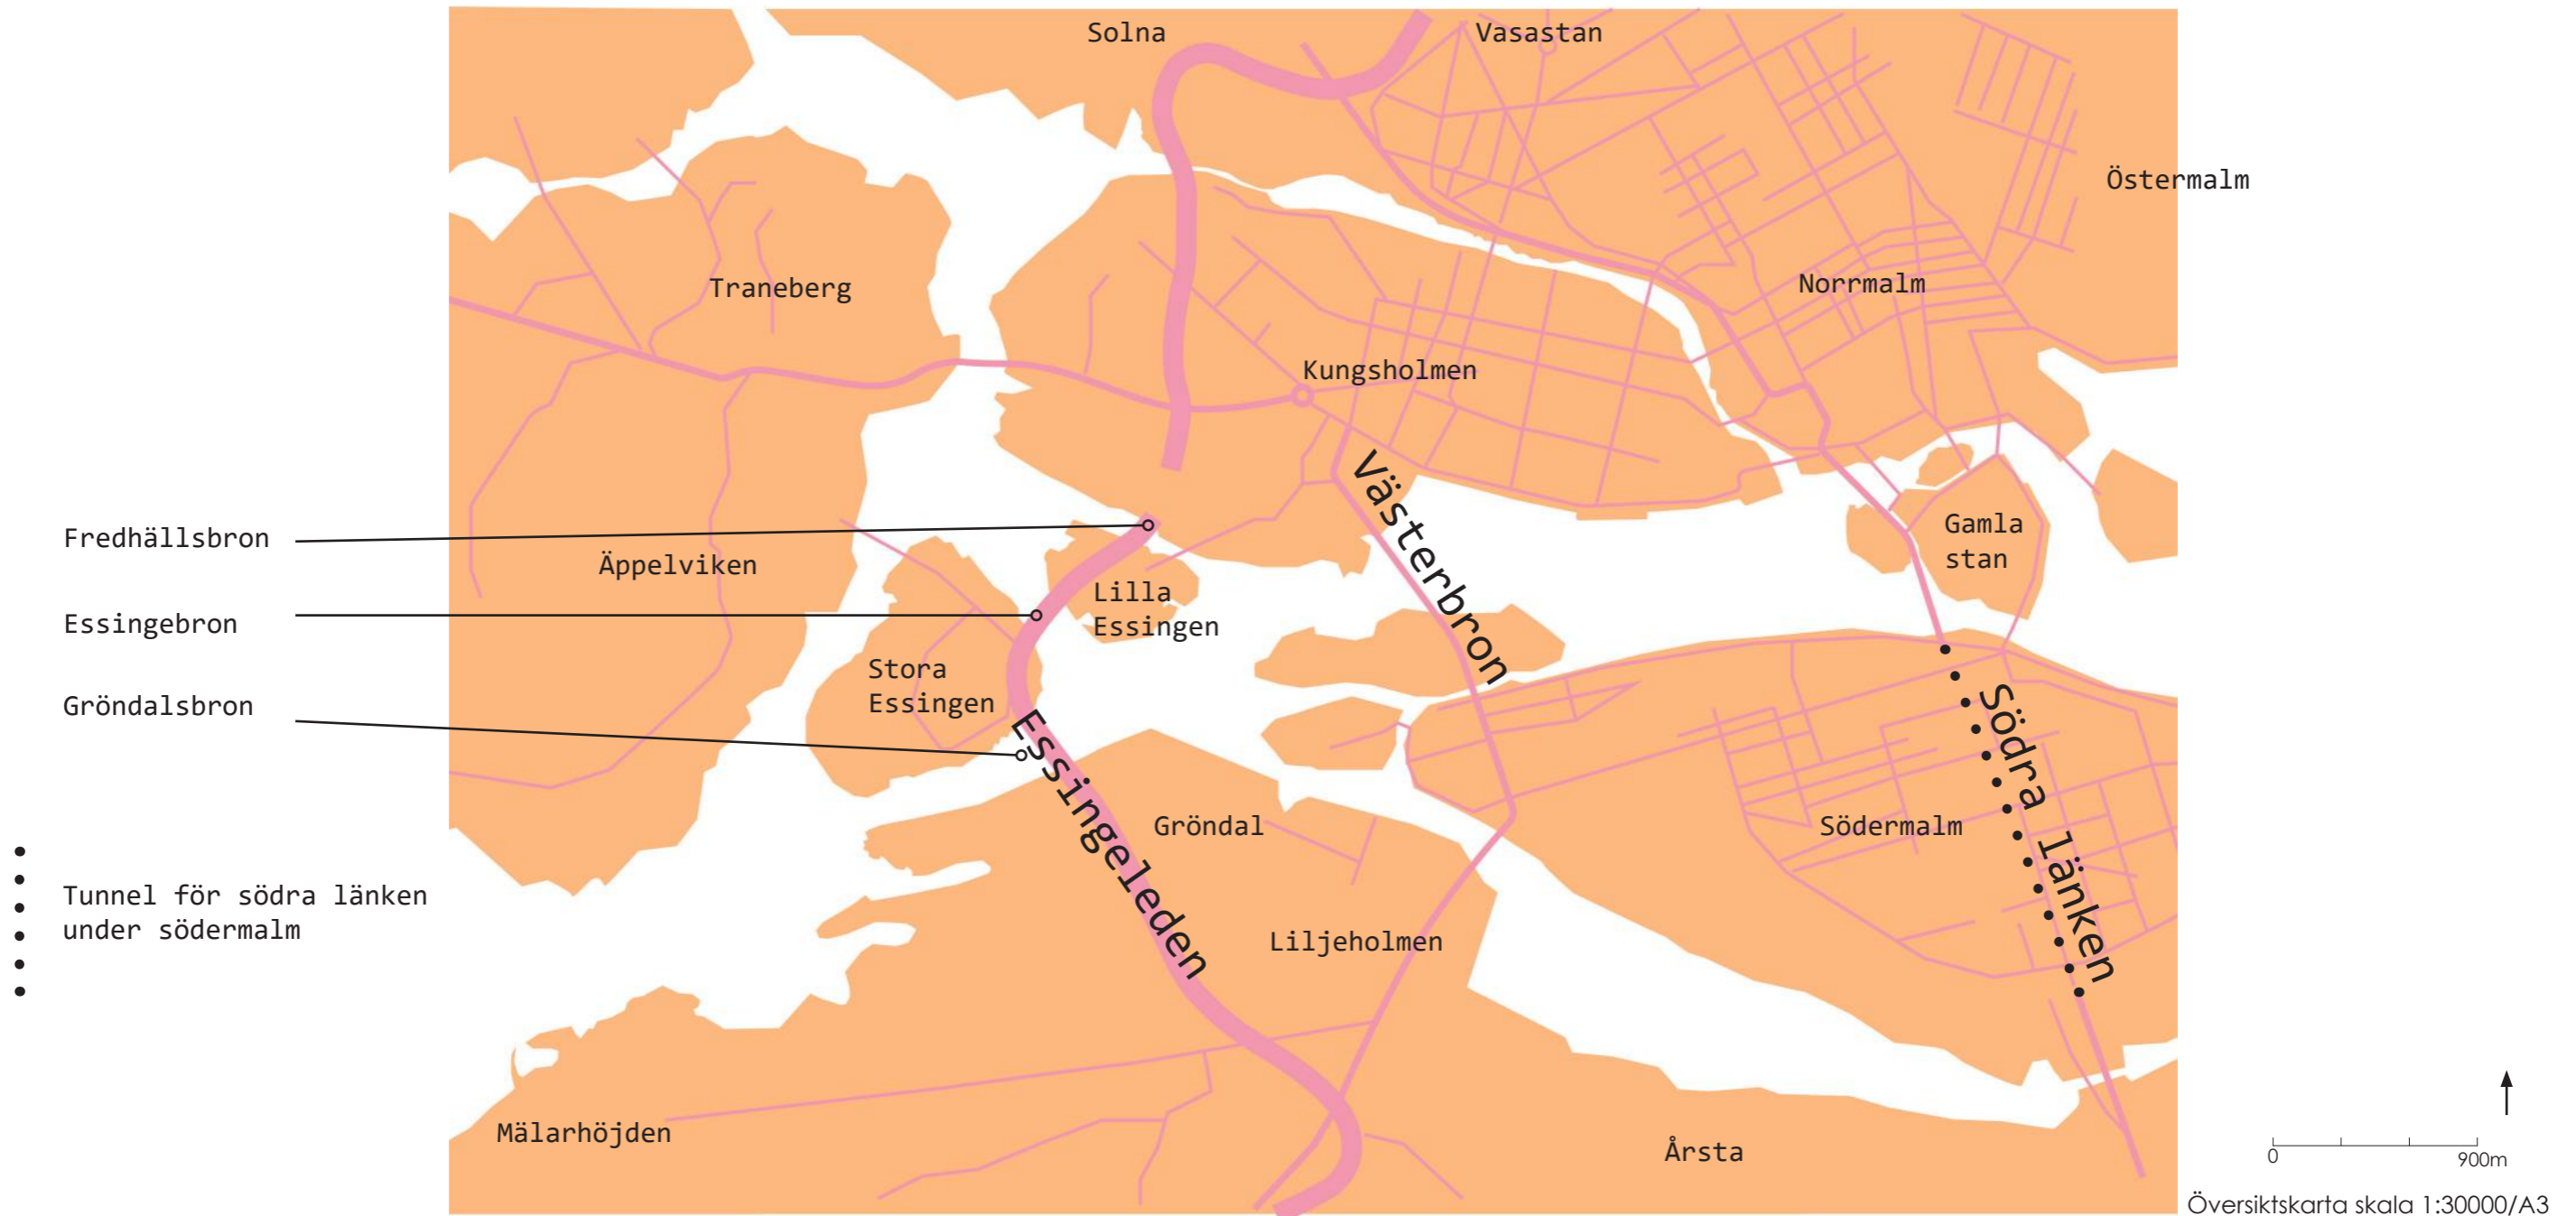 Solna
Vasastan
Östermalm
Traneberg
Norrmalm
Kungsholmen
Västerbron
Fredhällsbron
Gamla
stan
Äppelviken
Lilla
Essingen
Essingebron
Stora
Essingen
Gröndalsbron
Essingeleden
Södra länken
Gröndal
Södermalm
Tunnel för södra länken
under södermalm
Liljeholmen
Mälarhöjden
Årsta
0 900m
Översiktskarta skala 1:30000/A3